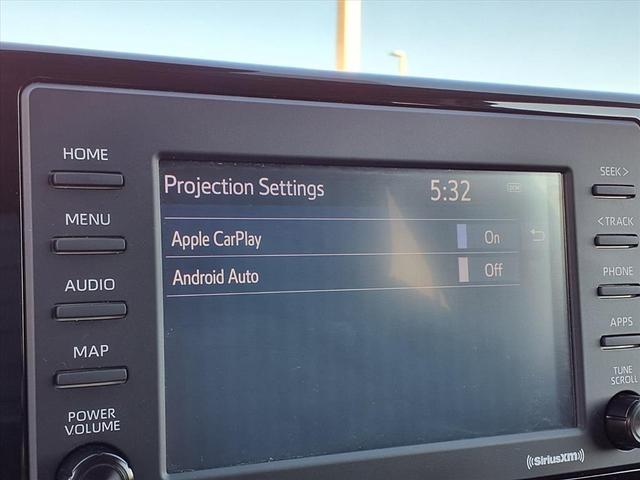 HOME
MENU
AUDIO
MAP
POWER
VOLUME
Projection Settings
5:32
DCM
Apple CarPlay
On
Android Auto
Off
SEEK >
< TRACK
PHONE
APPS
TUNE
SCROLL
((SiriusXM))